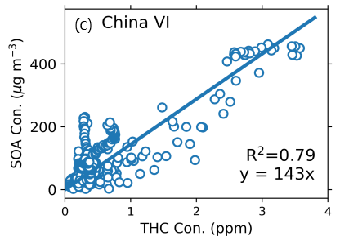 (c) China VI
SOA Con. (μg m⁻³)
400
200
0
R²=0.79
y = 143x
0 1 2 3 4
THC Con. (ppm)